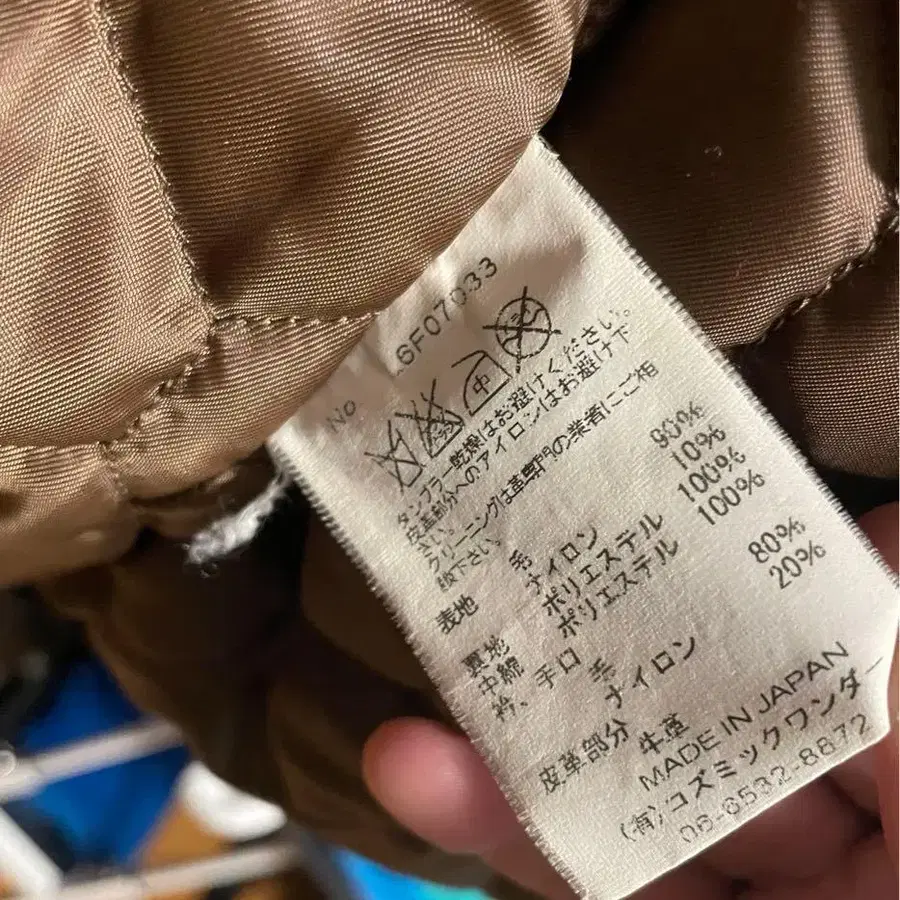 No. 6F07033
中
タンブラー乾燥はお避けください。
皮革部分へのアイロンはお避け下
さい。
クリーニングは革専門の業者にご相
談下さい。
表地 毛 90%
ナイロン 10%
裏地 ポリエステル 100%
中綿 ポリエステル 100%
衿、手口 毛 80%
ナイロン 20%
皮革部分 牛革
MADE IN JAPAN
(有)コズミックワンダー
06-6532-8872